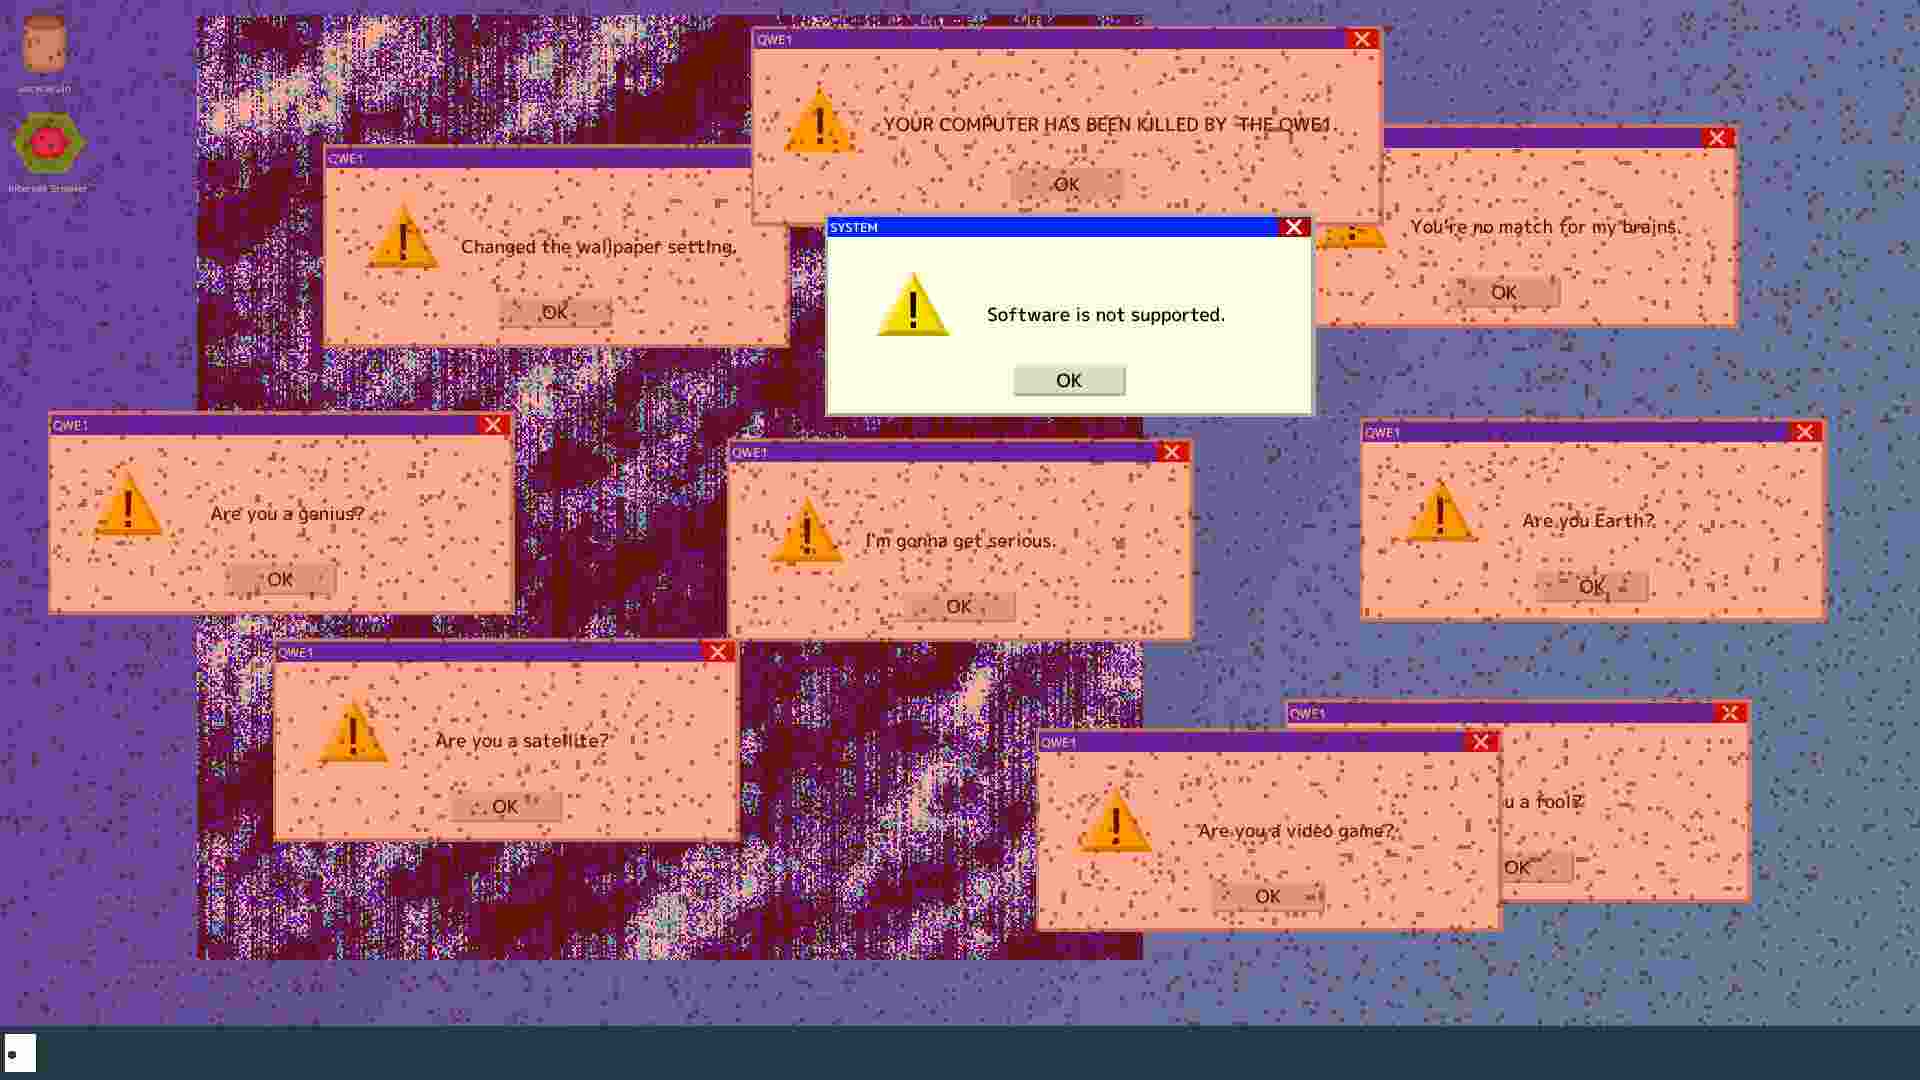 QWE1
YOUR COMPUTER HAS BEEN KILLED BY THE QWE1.
OK
QWE1
Changed the wallpaper setting.
OK
You're no match for my brains.
OK
SYSTEM
Software is not supported.
OK
Internet Browser
QWE1
Are you a genius?
OK
QWE1
I'm gonna get serious.
OK
QWE1
Are you Earth?
OK
QWE1
Are you a satellite?
OK
QWE1
u a fool?
OK
QWE1
Are you a video game?
OK